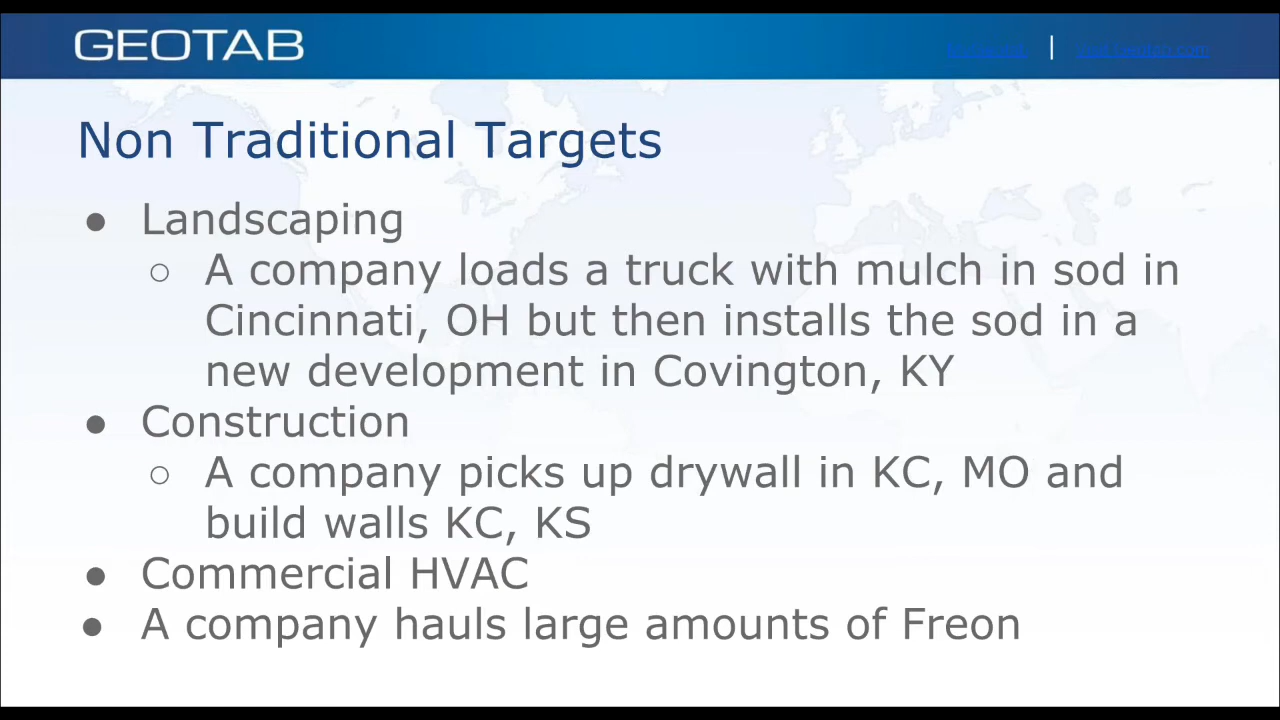 GEOTAB
|
Non Traditional Targets
● Landscaping
○ A company loads a truck with mulch in sod in
Cincinnati, OH but then installs the sod in a
new development in Covington, KY
● Construction
○ A company picks up drywall in KC, MO and
build walls KC, KS
● Commercial HVAC
● A company hauls large amounts of Freon